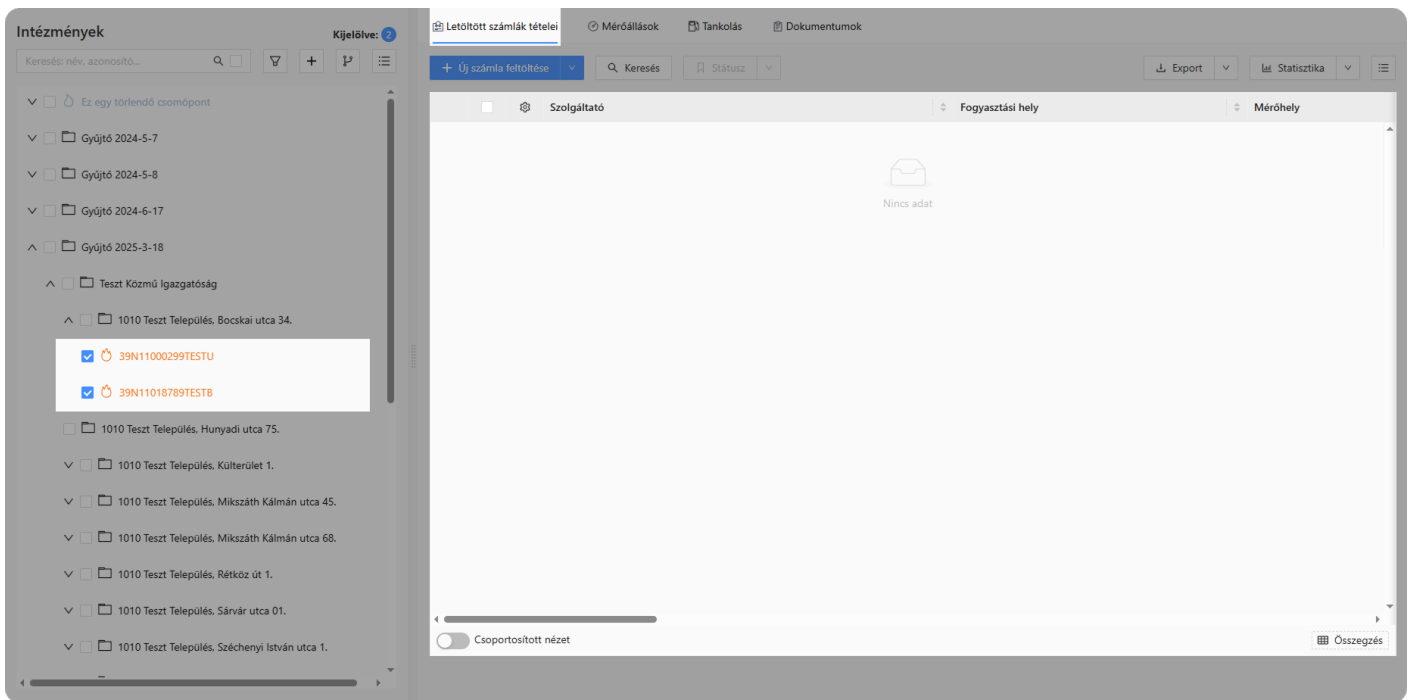 Intézmények
Kijelölve: 2
Keresés: név, azonosító...
Ez egy törlendő csomópont
Gyűjtő 2024-5-7
Gyűjtő 2024-5-8
Gyűjtő 2024-6-17
Gyűjtő 2025-3-18
Teszt Közmű Igazgatóság
1010 Teszt Település, Bocskai utca 34.
39N11000299TESTU
39N11018789TESTB
1010 Teszt Település, Hunyadi utca 75.
1010 Teszt Település, Külterület 1.
1010 Teszt Település, Mikszáth Kálmán utca 45.
1010 Teszt Település, Mikszáth Kálmán utca 68.
1010 Teszt Település, Rétköz út 1.
1010 Teszt Település, Sárvár utca 01.
1010 Teszt Település, Széchenyi István utca 1.
Letöltött számlák tételei Mérőállások Tankolás Dokumentumok
Új számla feltöltése Keresés Státusz Export Statisztika
Szolgáltató Fogyasztási hely Mérőhely
Nincs adat
Csoportosított nézet Összegzés